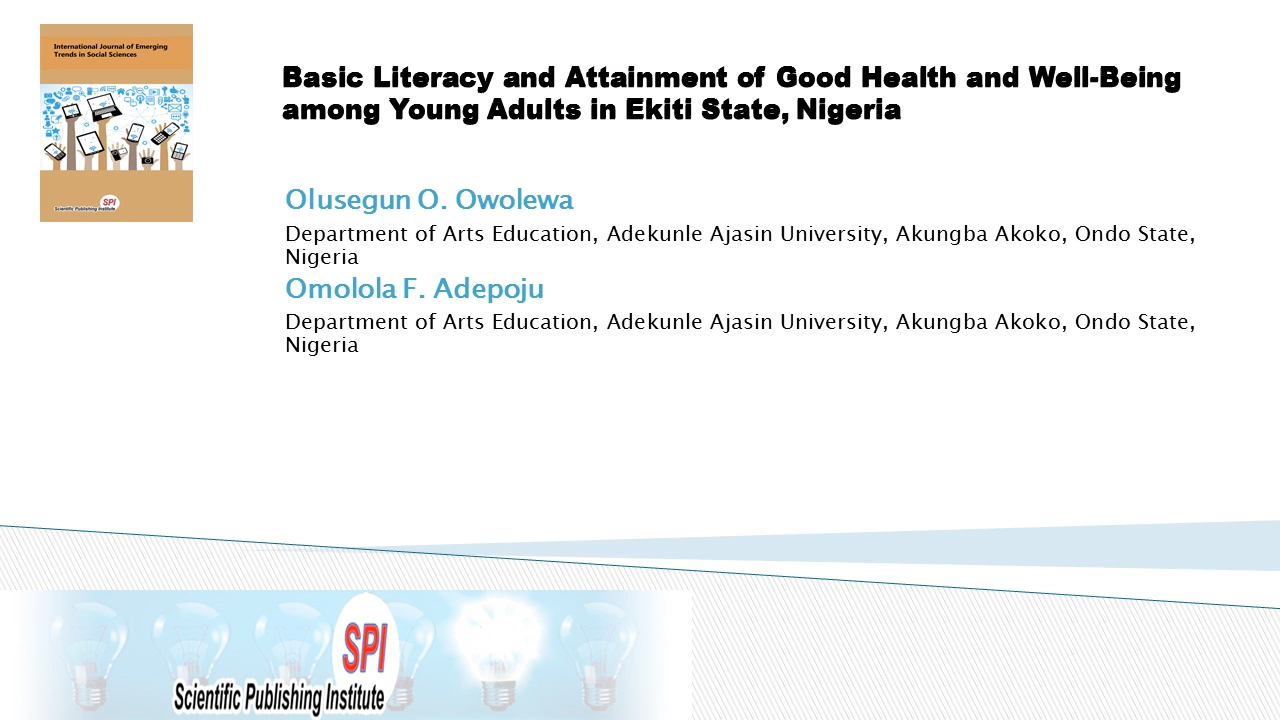 International Journal of Emerging
Trends in Social Sciences
SPI
Scientific Publishing Institute
Basic Literacy and Attainment of Good Health and Well-Being
among Young Adults in Ekiti State, Nigeria
Olusegun O. Owolewa
Department of Arts Education, Adekunle Ajasin University, Akungba Akoko, Ondo State,
Nigeria
Omolola F. Adepoju
Department of Arts Education, Adekunle Ajasin University, Akungba Akoko, Ondo State,
Nigeria
SPI
Scientific Publishing Institute